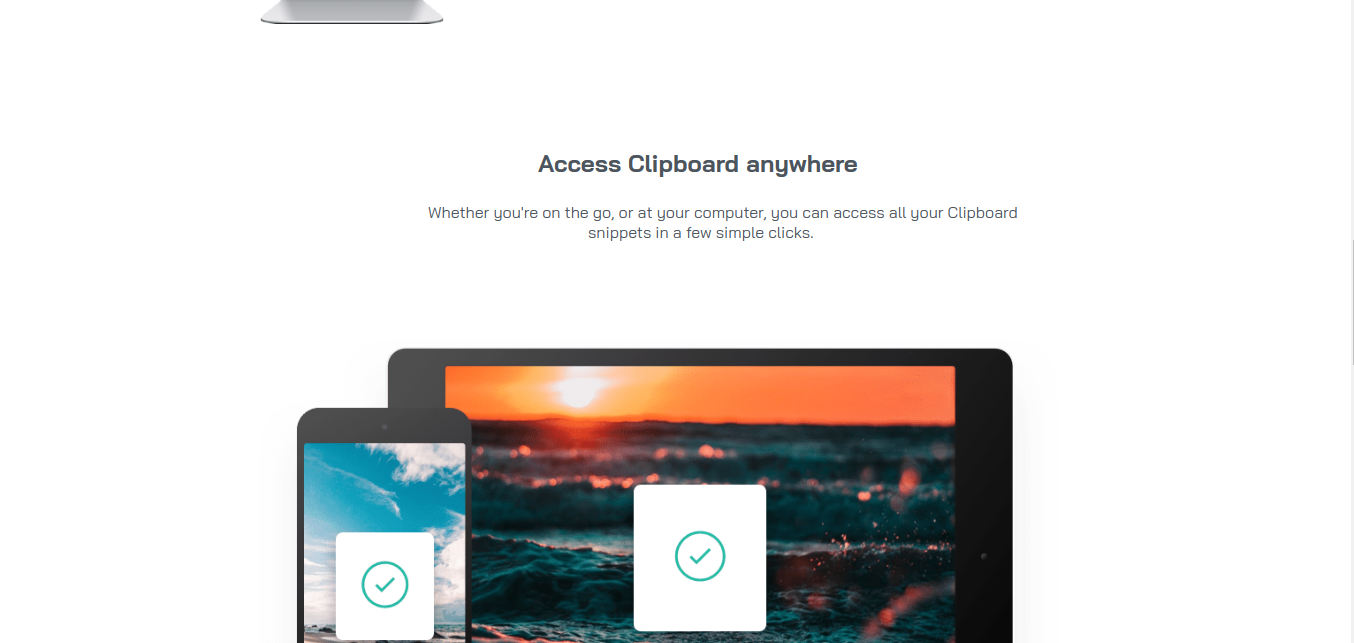 Access Clipboard anywhere
Whether you're on the go, or at your computer, you can access all your Clipboard
snippets in a few simple clicks.